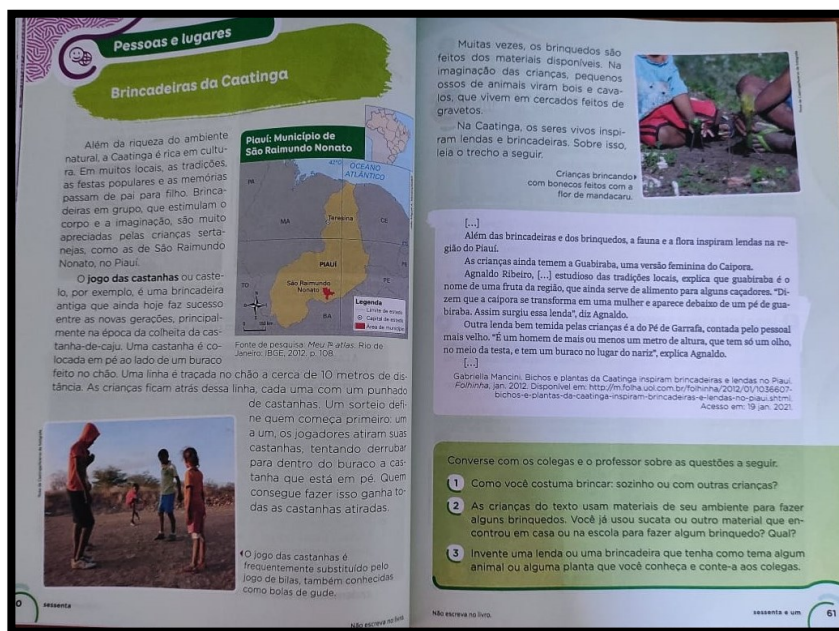 Pessoas e lugares
Brincadeiras da Caatinga
Além da riqueza do ambiente
natural, a Caatinga é rica em cultu-
ra. Em muitos locais, as tradições,
as festas populares e as memórias
passam de pai para filho. Brinca-
deiras em grupo, que estimulam o
corpo e a imaginação, são muito
apreciadas pelas crianças serta-
nejas, como as de São Raimundo
Nonato, no Piauí.
O jogo das castanhas ou caste-
lo, por exemplo, é uma brincadeira
antiga que ainda hoje faz sucesso
entre as novas gerações, principal-
mente na época da colheita da cas-
tanha-de-caju. Uma castanha é co-
locada em pé ao lado de um buraco
feito no chão. Uma linha é traçada no chão a cerca de 10 metros de dis-
tância. As crianças ficam atrás dessa linha, cada uma com um punhado
de castanhas. Um sorteio defi-
ne quem começa primeiro: um
a um, os jogadores atiram suas
castanhas, tentando derrubar
para dentro do buraco a cas-
tanha que está em pé. Quem
consegue fazer isso ganha to-
das as castanhas atiradas.
Piauí: Município de
São Raimundo Nonato
OCEANO
ATLÂNTICO
PA
MA
Teresina
CE
PIAUÍ
PE
TO
São Raimundo
Nonato
BA
Legenda
Limite de estado
Capital de estado
Área do município
Fonte de pesquisa: Meu 1º atlas. Rio de
Janeiro: IBGE, 2012. p. 108.
O jogo das castanhas é
frequentemente substituído pelo
jogo de bilas, também conhecidas
como bolas de gude.
sessenta
Não escreva no livro.
Muitas vezes, os brinquedos são
feitos dos materiais disponíveis. Na
imaginação das crianças, pequenos
ossos de animais viram bois e cava-
los, que vivem em cercados feitos de
gravetos.
Na Caatinga, os seres vivos inspi-
ram lendas e brincadeiras. Sobre isso,
leia o trecho a seguir.
Crianças brincando
com bonecos feitos com a
flor de mandacaru.
[...]
Além das brincadeiras e dos brinquedos, a fauna e a flora inspiram lendas na re-
gião do Piauí.
As crianças ainda temem a Guabiraba, uma versão feminina do Caipora.
Agnaldo Ribeiro, [...] estudioso das tradições locais, explica que guabiraba é o
nome de uma fruta da região, que ainda serve de alimento para alguns caçadores. "Di-
zem que a caipora se transforma em uma mulher e aparece debaixo de um pé de gua-
biraba. Assim surgiu essa lenda", diz Agnaldo.
Outra lenda bem temida pelas crianças é a do Pé de Garrafa, contada pelo pessoal
mais velho. "É um homem de mais ou menos um metro de altura, que tem só um olho,
no meio da testa, e tem um buraco no lugar do nariz", explica Agnaldo.
[...]
Gabriella Mancini. Bichos e plantas da Caatinga inspiram brincadeiras e lendas no Piauí.
Folhinha, jan. 2012. Disponível em: http://m.folha.uol.com.br/folhinha/2012/01/1036607-
bichos-e-plantas-da-caatinga-inspiram-brincadeiras-e-lendas-no-piaui.shtml.
Acesso em: 19 jan. 2021.
Converse com os colegas e o professor sobre as questões a seguir.
1 Como você costuma brincar: sozinho ou com outras crianças?
2 As crianças do texto usam materiais de seu ambiente para fazer
alguns brinquedos. Você já usou sucata ou outro material que en-
controu em casa ou na escola para fazer algum brinquedo? Qual?
3 Invente uma lenda ou uma brincadeira que tenha como tema algum
animal ou alguma planta que você conheça e conte-a aos colegas.
Não escreva no livro.
sessenta e um
61